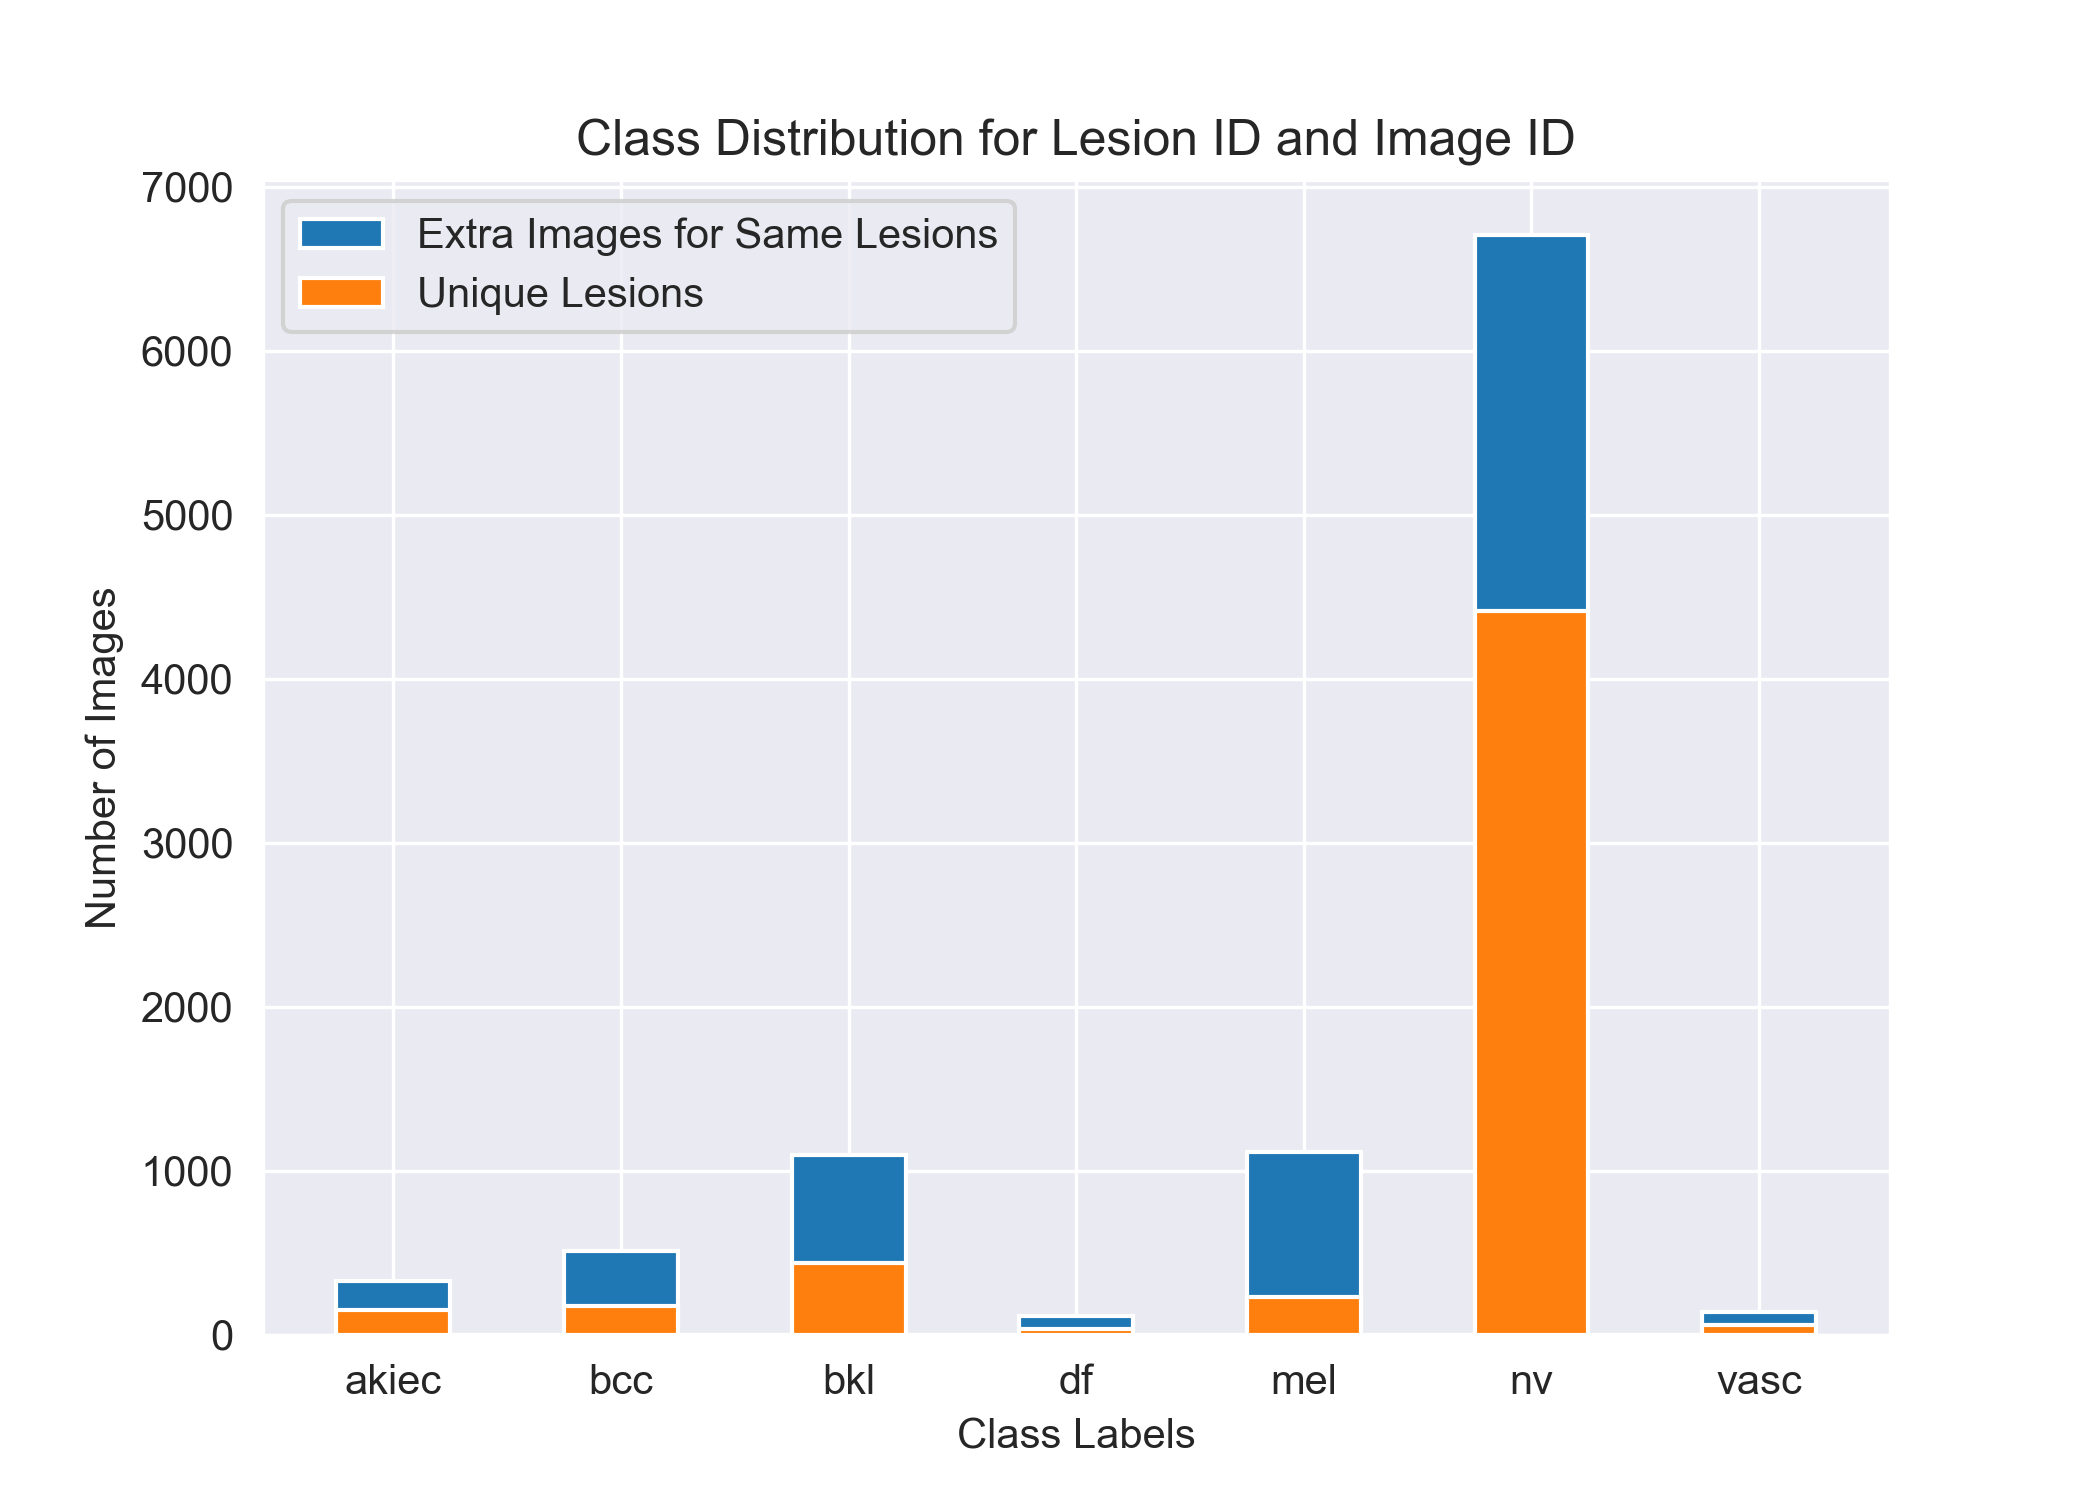 Class Distribution for Lesion ID and Image ID
Extra Images for Same Lesions
Unique Lesions
Number of Images
7000
6000
5000
4000
3000
2000
1000
0
akiec bcc bkl df mel nv vasc
Class Labels